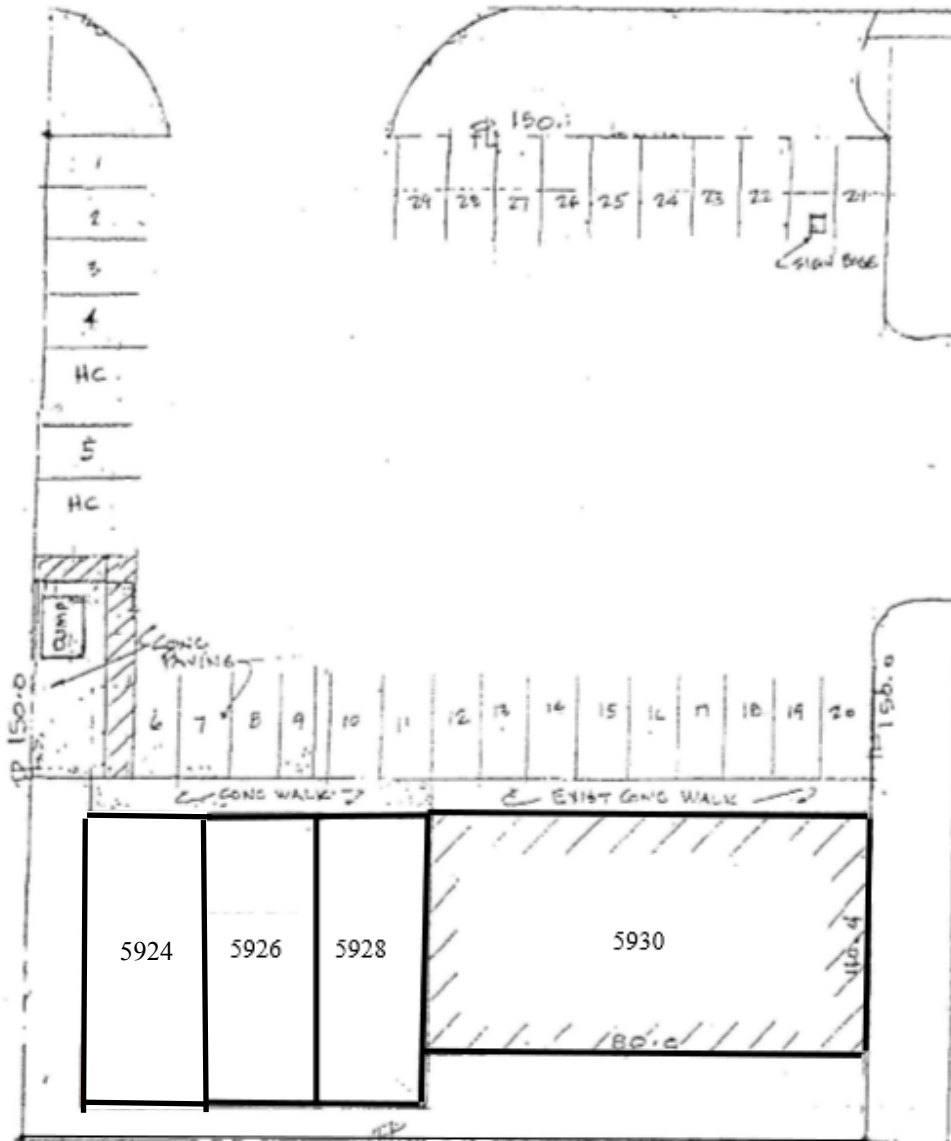 150.
1
29 28 27 26 25 24 23 22 21
2
SIGN BASE
3
4
HC
5
HC
DUMP
CONC
PAVING
150.0
150.0
6 7 8 9 10 11 12 13 14 15 16 17 18 19 20
CONC WALK
EXIST CONC WALK
5924
5926
5928
5930
80.0